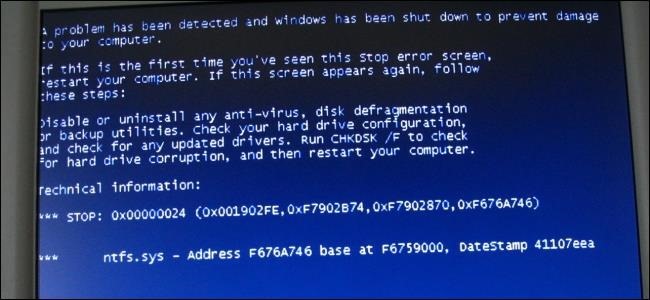 A problem has been detected and Windows has been shut down to prevent damage
to your computer.
If this is the first time you've seen this Stop error screen,
restart your computer. If this screen appears again, follow
these steps:
Disable or uninstall any anti-virus, disk defragmentation
or backup utilities. Check your hard drive configuration,
and check for any updated drivers. Run CHKDSK /F to check
for hard drive corruption, and then restart your computer.
Technical information:
*** STOP: 0x00000024 (0x001902FE,0xF7902B74,0xF7902870,0xF676A746)
*** ntfs.sys - Address F676A746 base at F6759000, DateStamp 41107eea